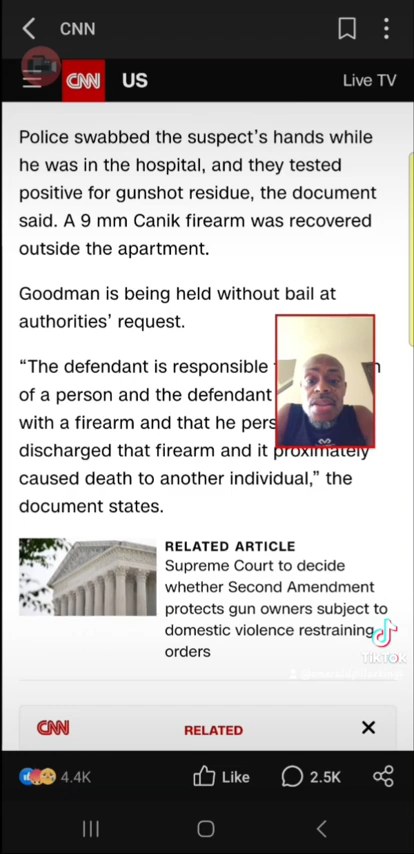 CNN
CNN US Live TV
Police swabbed the suspect's hands while
he was in the hospital, and they tested
positive for gunshot residue, the document
said. A 9 mm Canik firearm was recovered
outside the apartment.
Goodman is being held without bail at
authorities' request.
“The defendant is responsible
of a person and the defendant
with a firearm and that he
discharged that firearm and it proximately
caused death to another individual,” the
document states.
RELATED ARTICLE
Supreme Court to decide
whether Second Amendment
protects gun owners subject to
domestic violence restraining
orders
TikTok
CNN RELATED
4.4K Like 2.5K